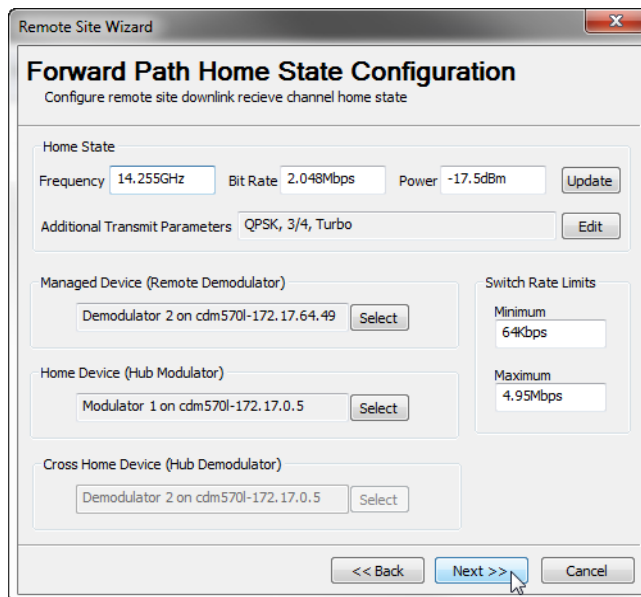 Remote Site Wizard
Forward Path Home State Configuration
Configure remote site downlink recieve channel home state
Home State
Frequency 14.255GHz Bit Rate 2.048Mbps Power -17.5dBm Update
Additional Transmit Parameters QPSK, 3/4, Turbo Edit
Managed Device (Remote Demodulator)
Demodulator 2 on cdm570l-172.17.64.49 Select
Switch Rate Limits
Minimum
64Kbps
Maximum
4.95Mbps
Home Device (Hub Modulator)
Modulator 1 on cdm570l-172.17.0.5 Select
Cross Home Device (Hub Demodulator)
Demodulator 2 on cdm570l-172.17.0.5 Select
<< Back Next >> Cancel